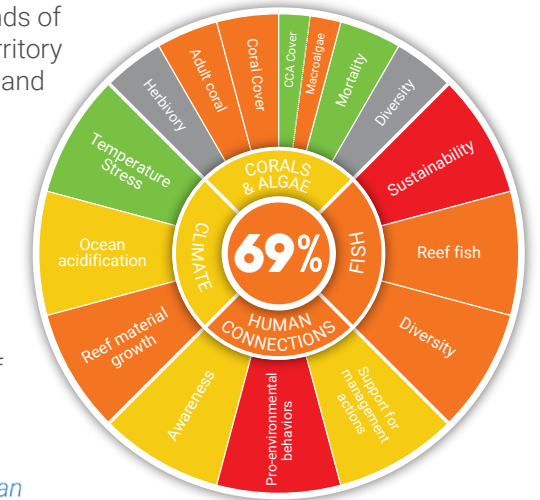 nds of
rritory
and
f
an
Herbivory
Adult coral
Coral Cover
CCA Cover
Macroalgae
Mortality
Diversity
Sustainability
Reef fish
Diversity
Support for
management
actions
Pro-environmental
behaviors
Awareness
Reef material
growth
Ocean
acidification
Temperature
Stress
CORALS
& ALGAE
FISH
HUMAN
CONNECTIONS
CLIMATE
69%